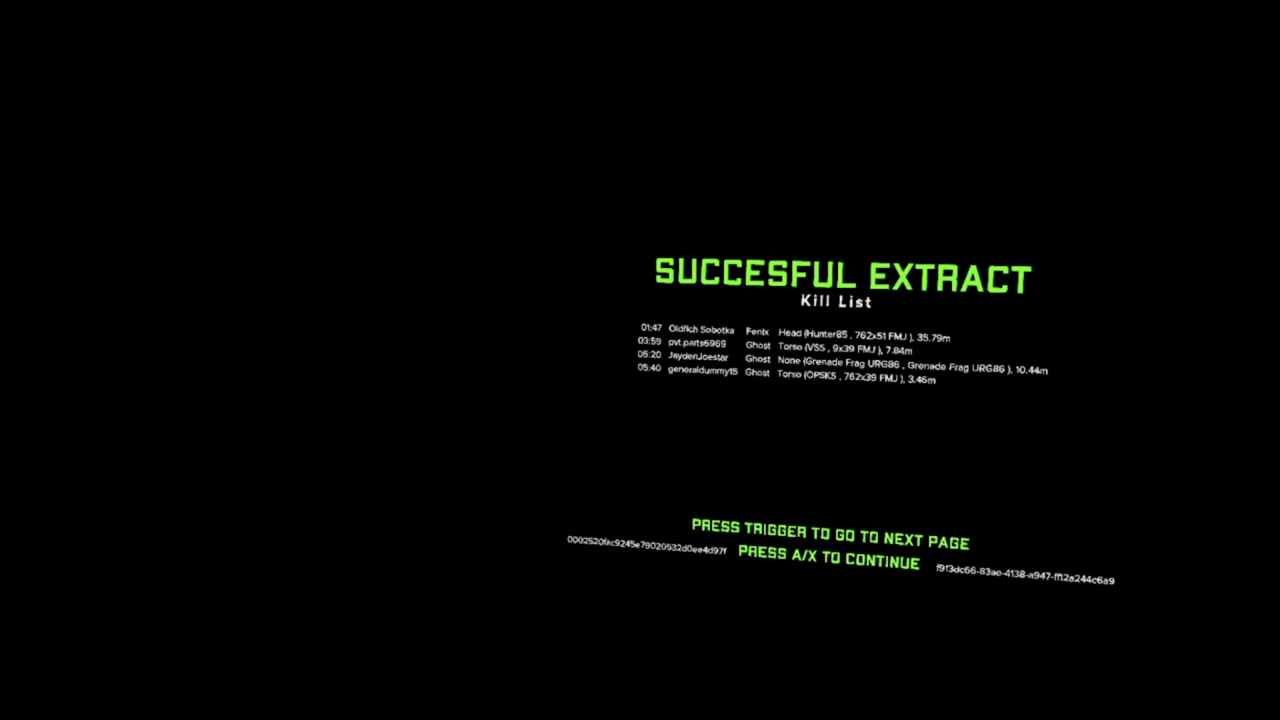 SUCCESFUL EXTRACT
Kill List
01:47 Oldřich Sobotka Fenix Head (Hunter85 , 762x51 FMJ ), 35.79m
03:59 pvt.parts6969 Ghost Torso (VSS , 9x39 FMJ ), 7.84m
05:20 JaydenJoestar Ghost None (Grenade Frag URG86 , Grenade Frag URG86 ), 10.44m
05:40 generaldummy15 Ghost Torso (OPSKS , 762x39 FMJ ), 3.46m
PRESS TRIGGER TO GO TO NEXT PAGE
PRESS A/X TO CONTINUE